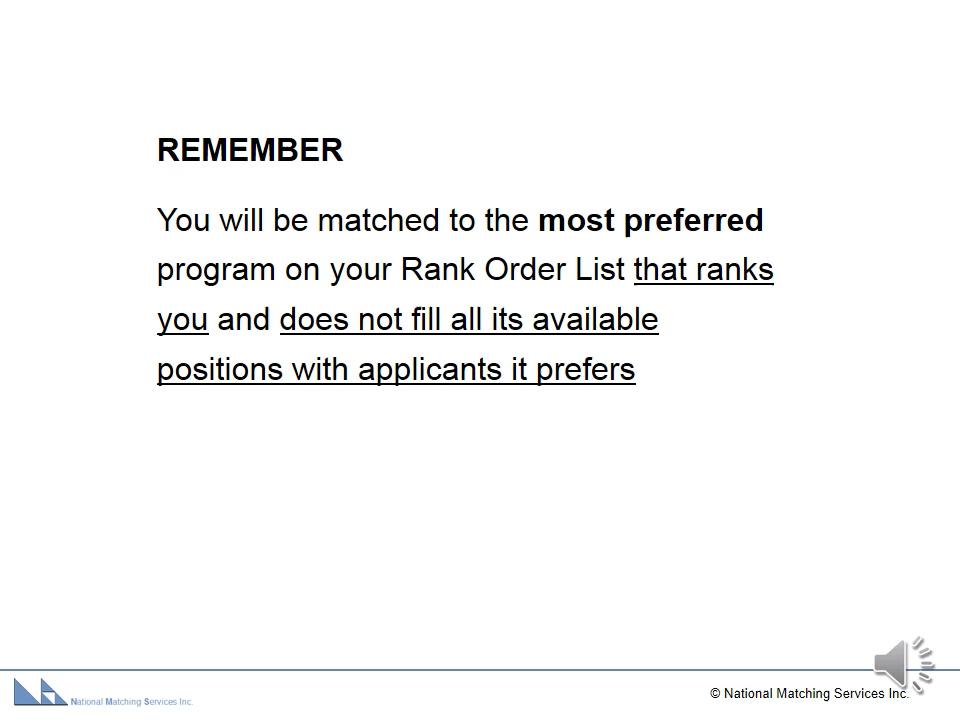 REMEMBER
You will be matched to the most preferred
program on your Rank Order List that ranks
you and does not fill all its available
positions with applicants it prefers
National Matching Services Inc.
© National Matching Services Inc.